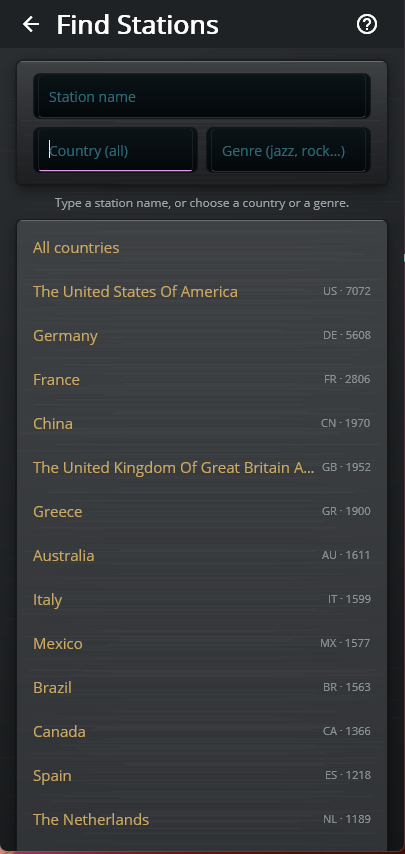 Find Stations
Station name
Country (all)
Genre (jazz, rock...)
Type a station name, or choose a country or a genre.
All countries
The United States Of America US · 7072
Germany DE · 5608
France FR · 2806
China CN · 1970
The United Kingdom Of Great Britain A... GB · 1952
Greece GR · 1900
Australia AU · 1611
Italy IT · 1599
Mexico MX · 1577
Brazil BR · 1563
Canada CA · 1366
Spain ES · 1218
The Netherlands NL · 1189